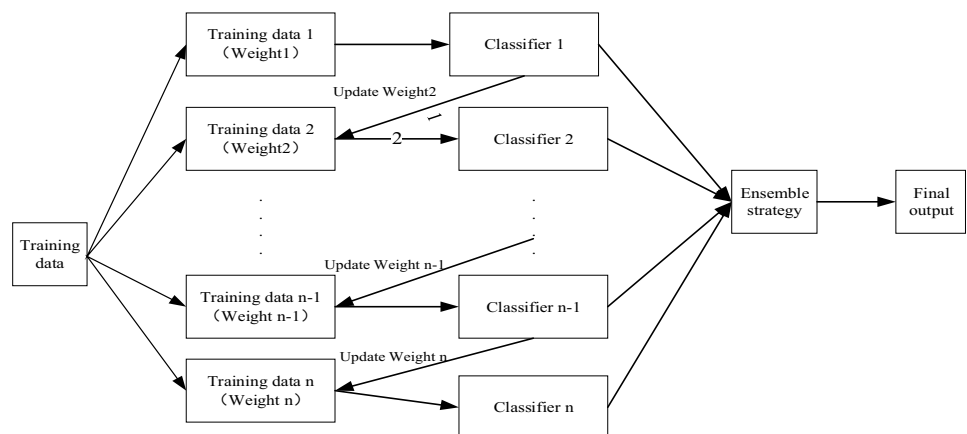 Training data 1
（Weight1）
Classifier 1
Update Weight2
1
Training data 2
（Weight2）
2
Classifier 2
Ensemble
strategy
Final
output
Training
data
Update Weight n-1
Training data n-1
（Weight n-1）
Classifier n-1
Update Weight n
Training data n
（Weight n）
Classifier n